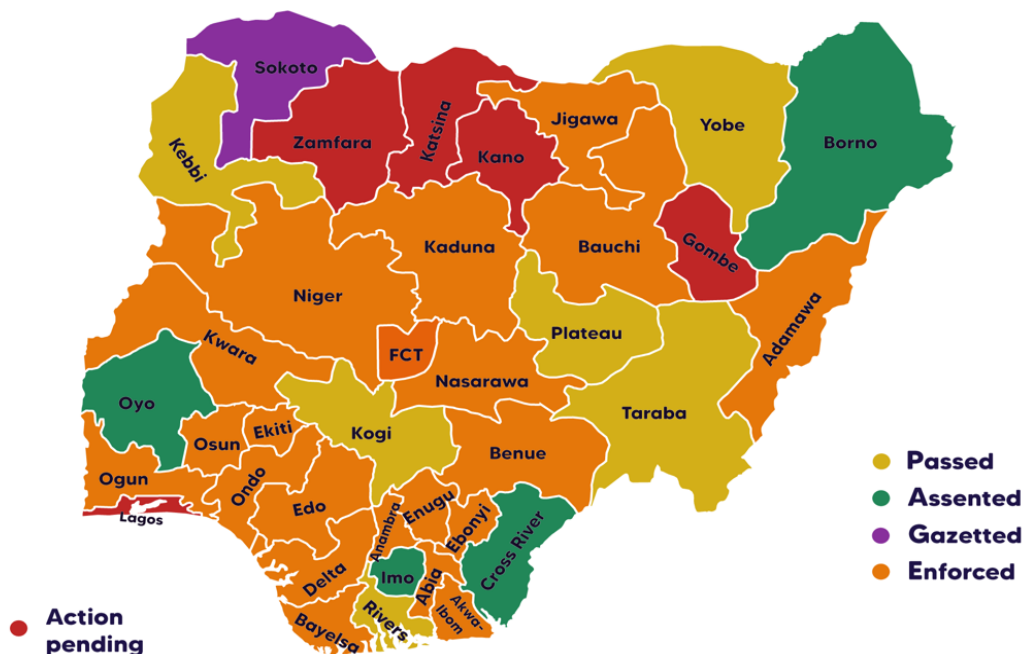 Sokoto
Kebbi
Zamfara
Katsina
Kano
Jigawa
Yobe
Borno
Kaduna
Bauchi
Gombe
Niger
Adamawa
Plateau
FCT
Kwara
Nasarawa
Taraba
Oyo
Kogi
Osun
Ekiti
Benue
Ogun
Ondo
Edo
Lagos
Anambra
Enugu
Ebonyi
Cross River
Delta
Imo
Abia
Akwa-
Ibom
Rivers
Bayelsa
Passed
Assented
Gazetted
Enforced
Action
pending